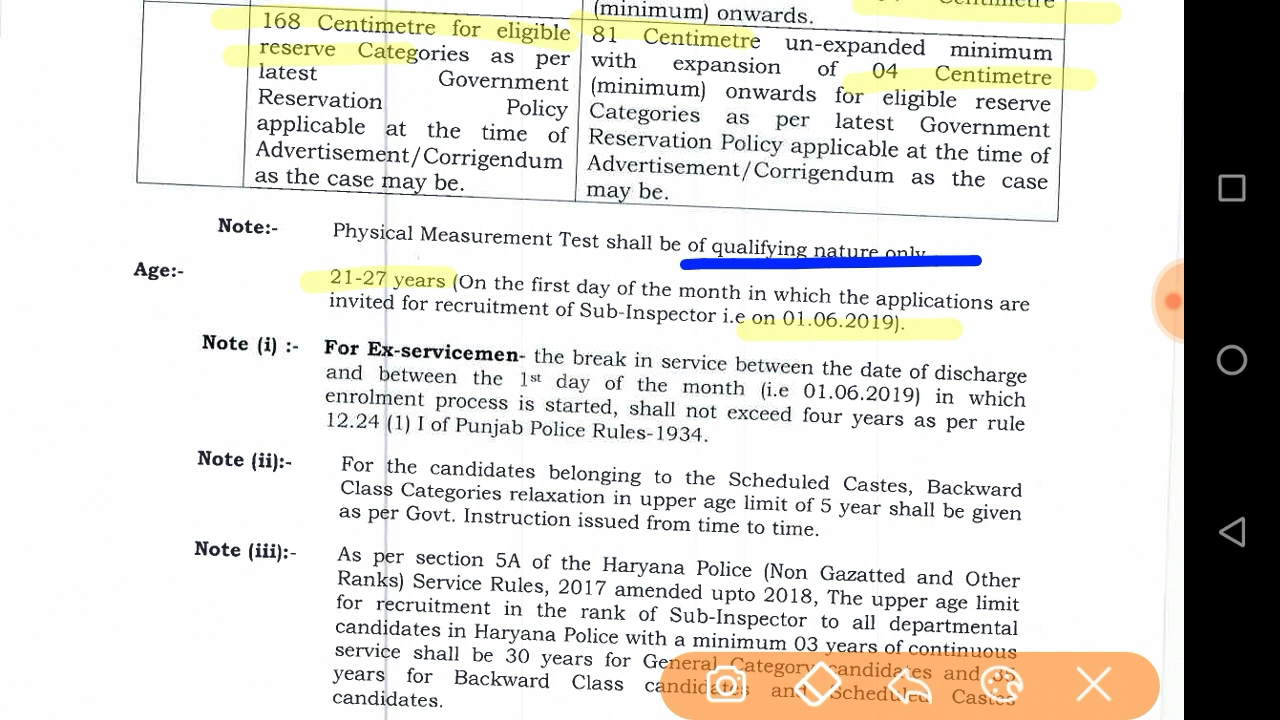 (minimum) onwards.
168 Centimetre for eligible
reserve Categories as per
latest Government
Reservation Policy
applicable at the time of
Advertisement/Corrigendum
as the case may be.
81 Centimetre un-expanded minimum
with expansion of 04 Centimetre
(minimum) onwards for eligible reserve
Categories as per latest Government
Reservation Policy applicable at the time of
Advertisement/Corrigendum as the case
may be.
Note:- Physical Measurement Test shall be of qualifying nature only
Age:- 21-27 years (On the first day of the month in which the applications are
invited for recruitment of Sub-Inspector i.e on 01.06.2019).
Note (i) :- For Ex-servicemen- the break in service between the date of discharge
and between the 1st day of the month (i.e 01.06.2019) in which
enrolment process is started, shall not exceed four years as per rule
12.24 (1) I of Punjab Police Rules-1934.
Note (ii):- For the candidates belonging to the Scheduled Castes, Backward
Class Categories relaxation in upper age limit of 5 year shall be given
as per Govt. Instruction issued from time to time.
Note (iii):- As per section 5A of the Haryana Police (Non Gazatted and Other
Ranks) Service Rules, 2017 amended upto 2018, The upper age limit
for recruitment in the rank of Sub-Inspector to all departmental
candidates in Haryana Police with a minimum 03 years of continuous
service shall be 30 years for General Category candidates and 35
years for Backward Class candidates and Scheduled Castes
candidates.